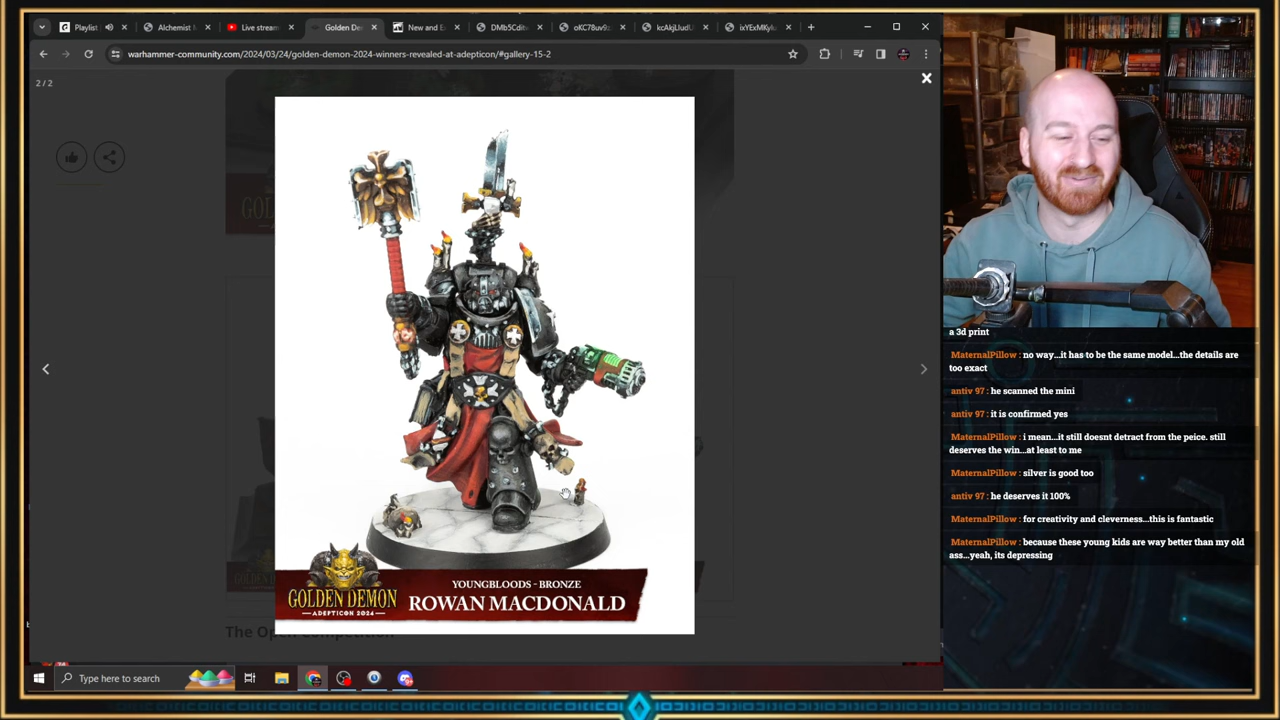 Playlist
Alchemist
Live stream
Golden De
New and E
DMb5Cdit
oKC78uv9
kcAkjLlud
ixYExMKy
warhammer-community.com/2024/03/24/golden-demon-2024-winners-revealed-at-adepticon/#gallery-15-2
2 / 2
YOUNGBLOODS - BRONZE
GOLDEN DEMON
ROWAN MACDONALD
ADEPTICON 2024
The Open Competition
Type here to search
a 3d print
MaternalPillow : no way...it has to be the same model...the details are
too exact
antiv 97 : he scanned the mini
antiv 97 : it is confirmed yes
MaternalPillow : i mean...it still doesnt detract from the peice. still
deserves the win...at least to me
MaternalPillow : silver is good too
antiv 97 : he deserves it 100%
MaternalPillow : for creativity and cleverness...this is fantastic
MaternalPillow : because these young kids are way better than my old
ass...yeah, its depressing